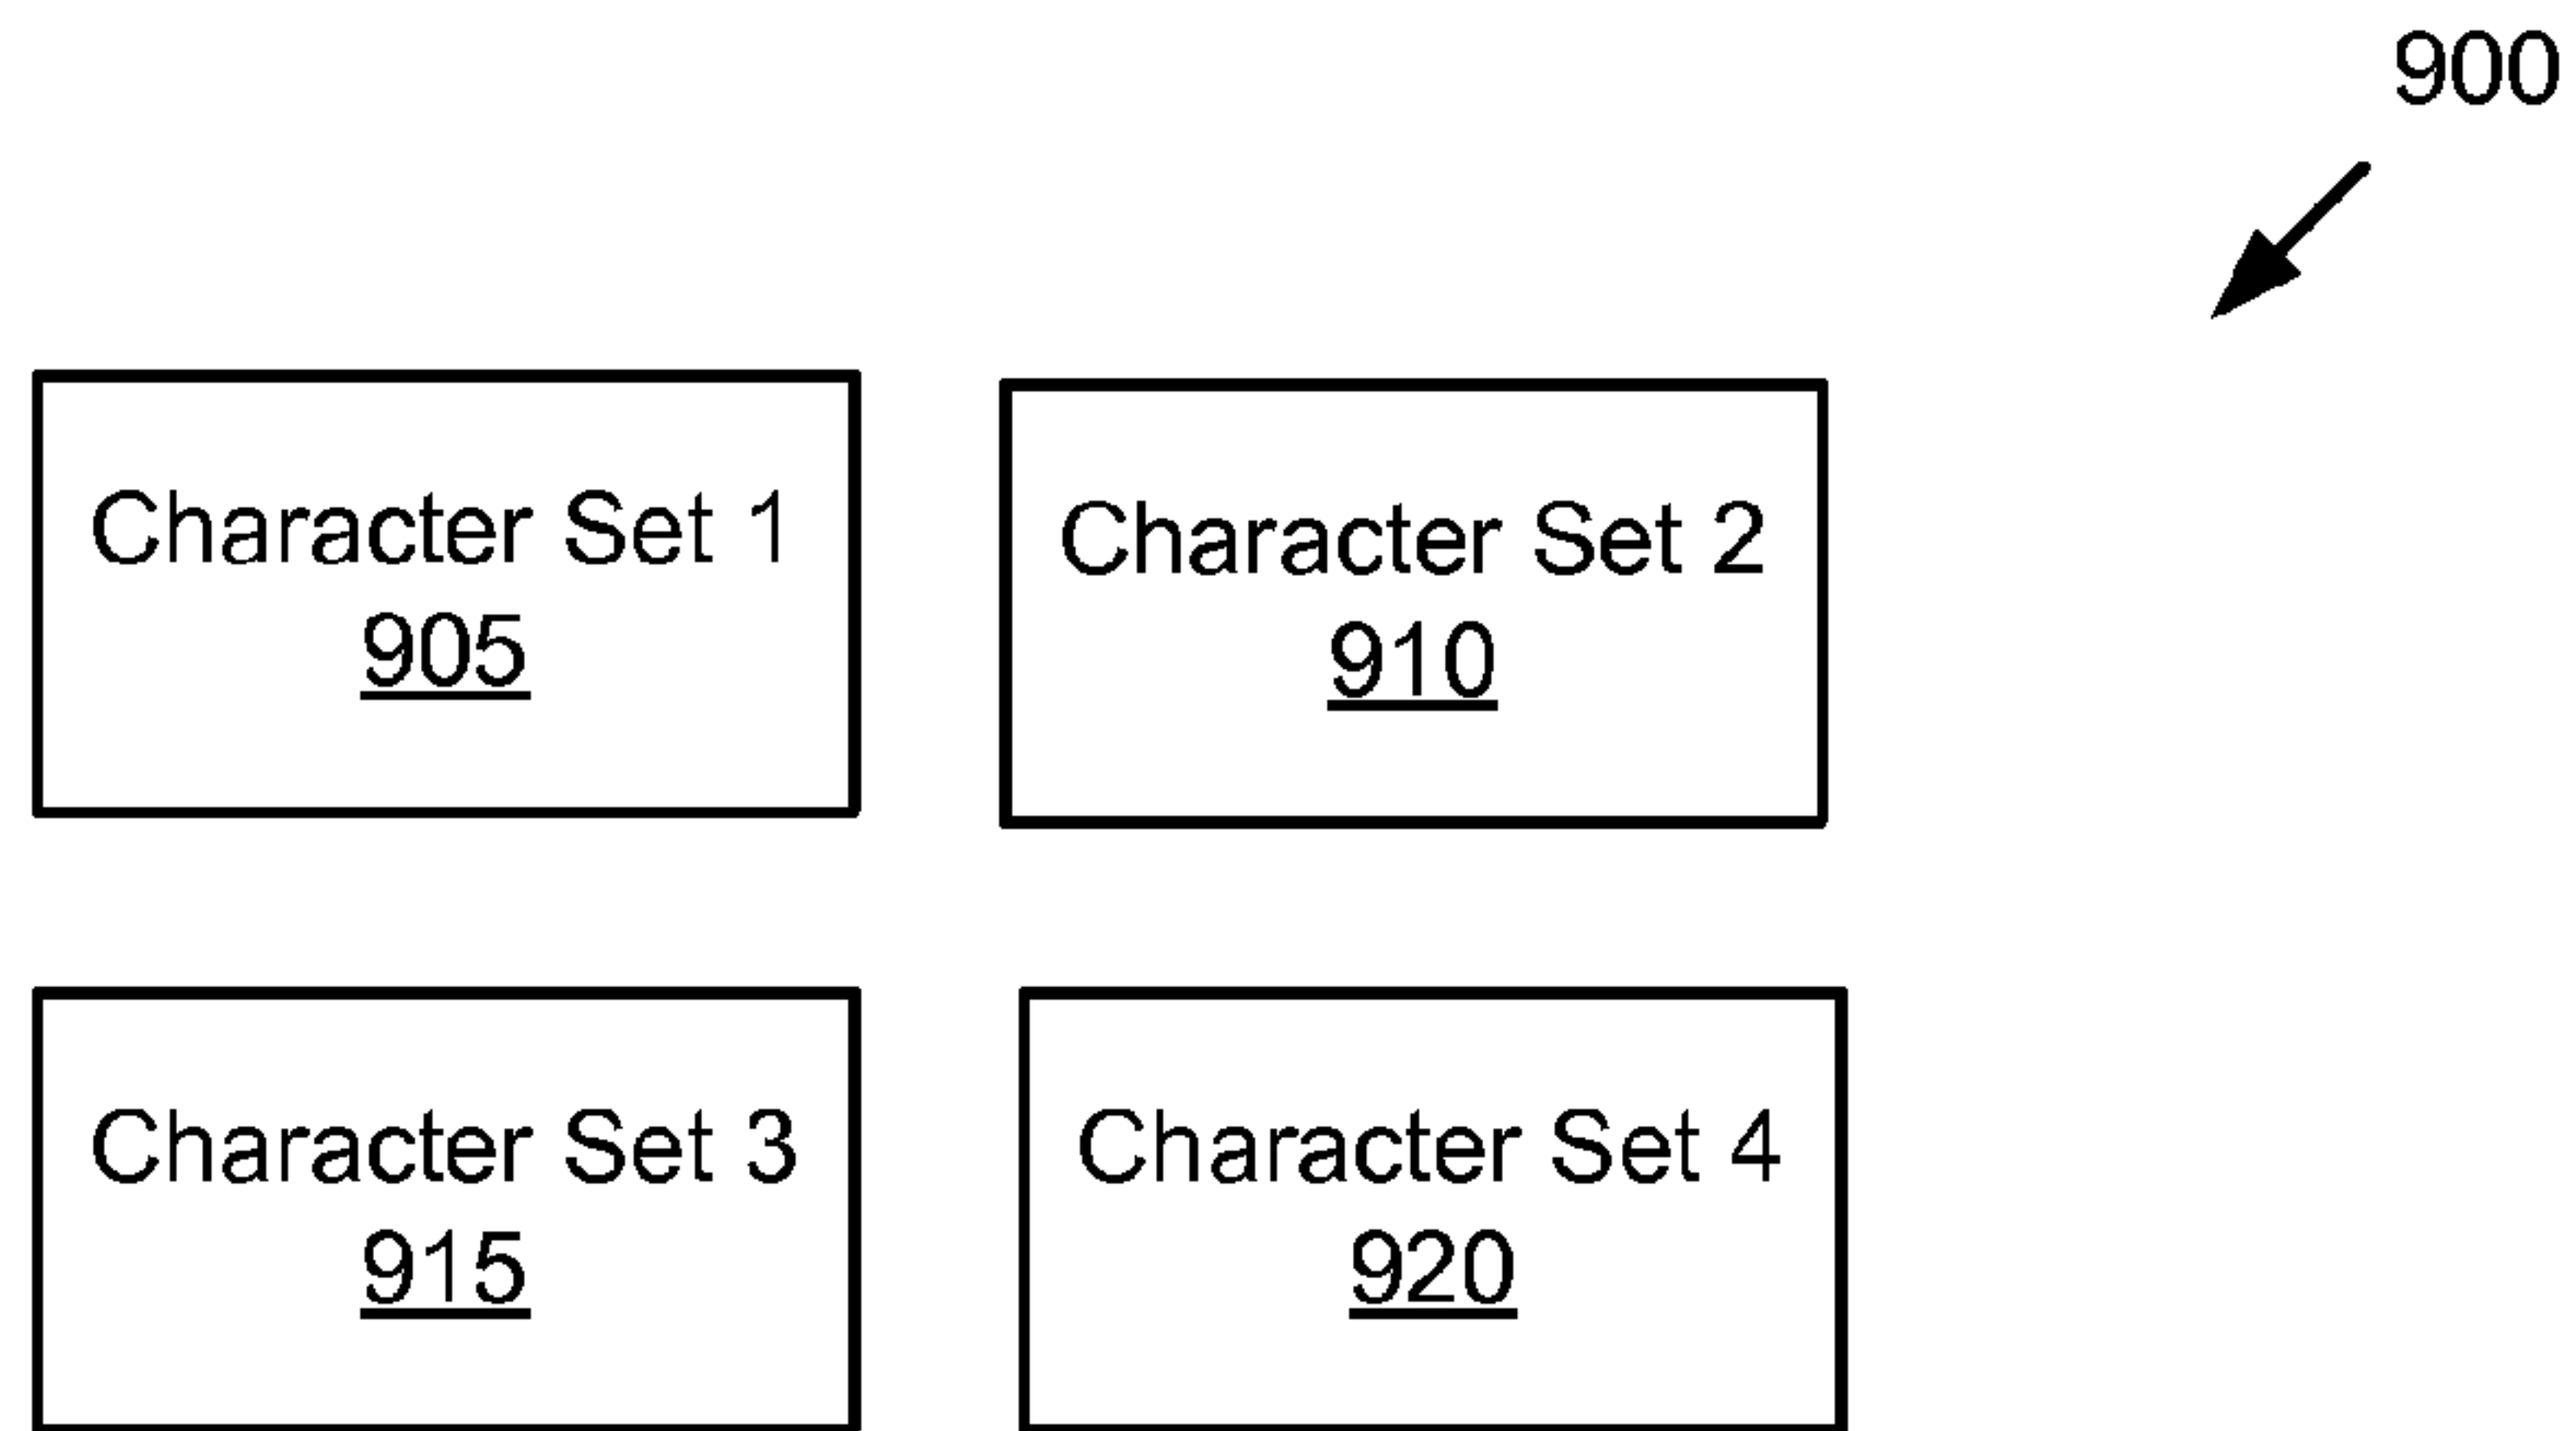 900
Character Set 1
905
Character Set 2
910
Character Set 3
915
Character Set 4
920